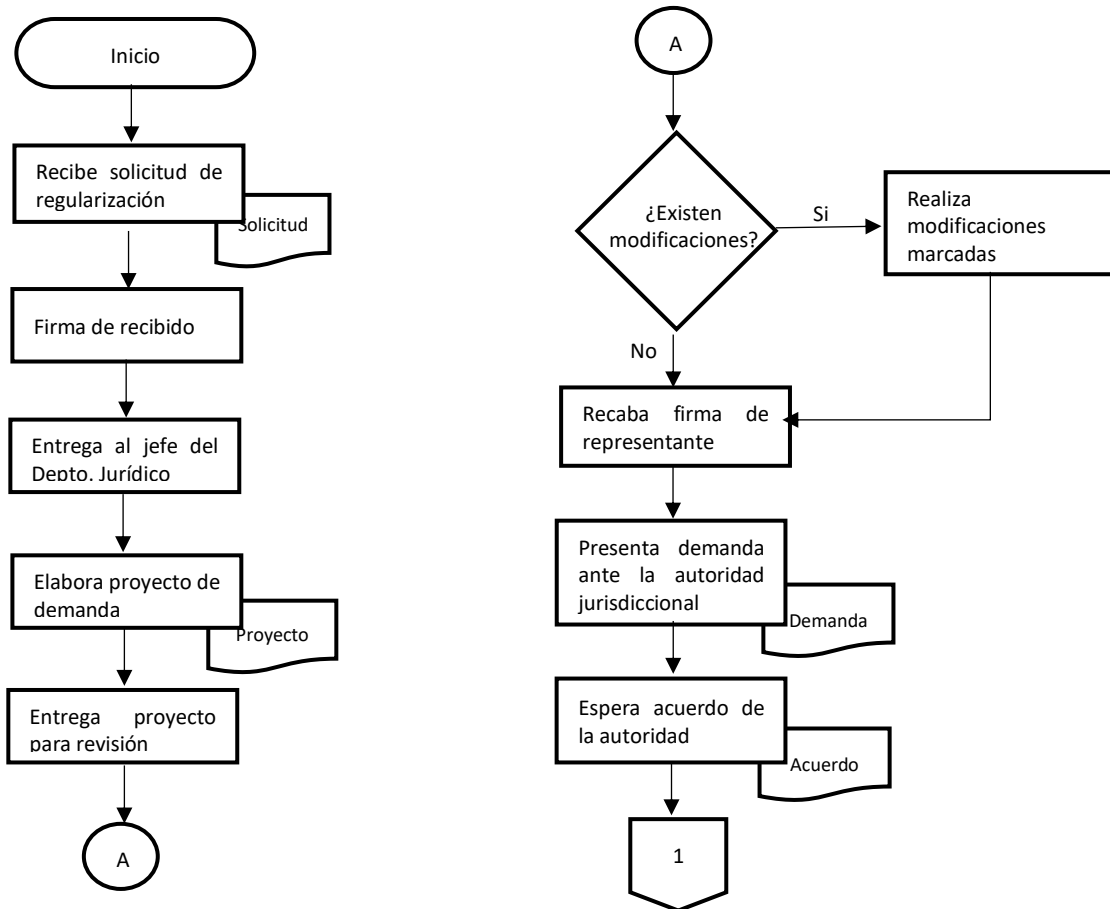 Inicio
Recibe solicitud de
regularización
Solicitud
Firma de recibido
Entrega al jefe del
Depto. Jurídico
Elabora proyecto de
demanda
Proyecto
Entrega proyecto
para revisión
A
A
¿Existen
modificaciones?
Si
Realiza
modificaciones
marcadas
No
Recaba firma de
representante
Presenta demanda
ante la autoridad
jurisdiccional
Demanda
Espera acuerdo de
la autoridad
Acuerdo
1